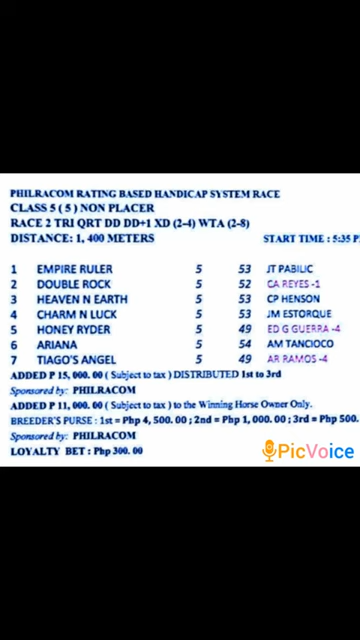 PHILRACOM RATING BASED HANDICAP SYSTEM RACE
CLASS 5 ( 5 ) NON PLACER
RACE 2 TRI QRT DD DD+1 XD (2-4) WTA (2-8)
DISTANCE: 1, 400 METERS START TIME : 5:35 P
1 EMPIRE RULER 5 53 JT PABILIC
2 DOUBLE ROCK 5 52 CA REYES -1
3 HEAVEN N EARTH 5 53 CP HENSON
4 CHARM N LUCK 5 53 JM ESTORQUE
5 HONEY RYDER 5 49 ED G GUERRA -4
6 ARIANA 5 54 AM TANCIOCO
7 TIAGO'S ANGEL 5 49 AR RAMOS -4
ADDED P 15, 000. 00 ( Subject to tax ) DISTRIBUTED 1st to 3rd
Sponsored by: PHILRACOM
ADDED P 11, 000. 00 ( Subject to tax ) to the Winning Horse Owner Only.
BREEDER'S PURSE : 1st = Php 4, 500. 00 ; 2nd = Php 1, 000. 00 ; 3rd = Php 500.
Sponsored by: PHILRACOM
LOYALTY BET : Php 300. 00
PicVoice